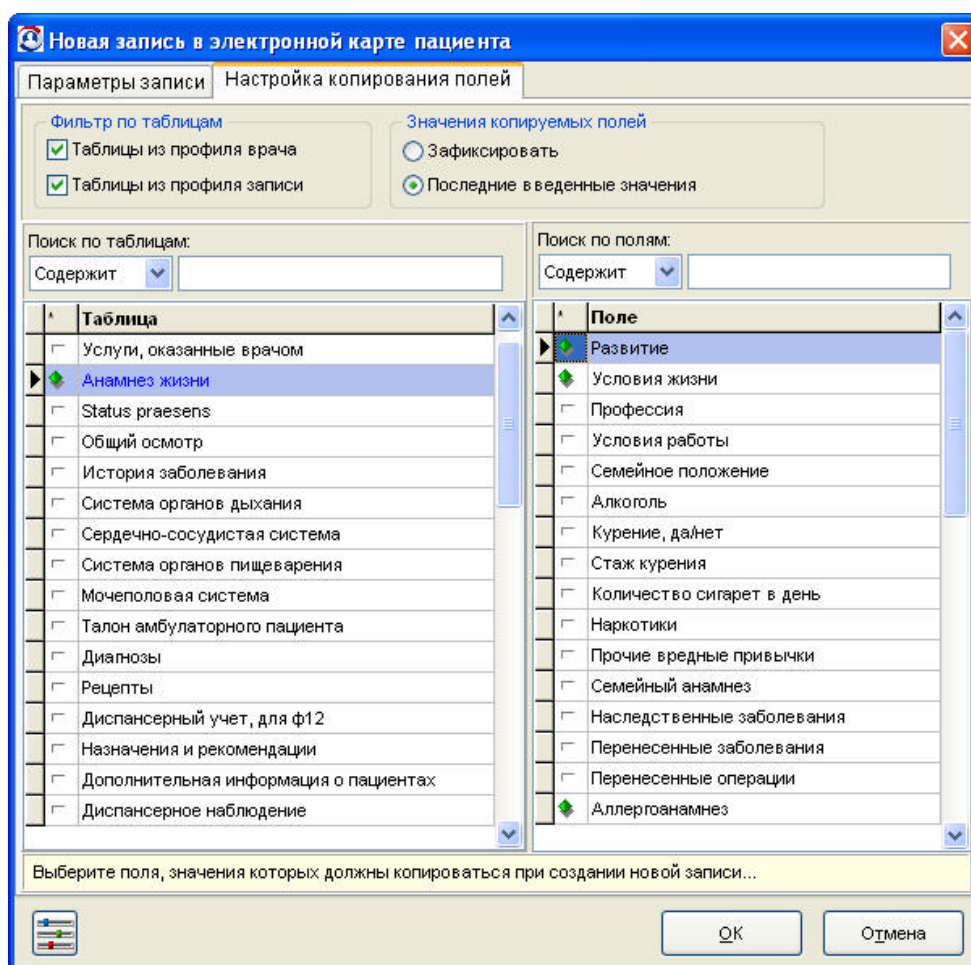 Новая запись в электронной карте пациента
Параметры записи Настройка копирования полей
Фильтр по таблицам
Таблицы из профиля врача
Таблицы из профиля записи
Значения копируемых полей
Зафиксировать
Последние введенные значения
Поиск по таблицам:
Содержит
* Таблица
Услуги, оказанные врачом
Анамнез жизни
Status praesens
Общий осмотр
История заболевания
Система органов дыхания
Сердечно-сосудистая система
Система органов пищеварения
Мочеполовая система
Талон амбулаторного пациента
Диагнозы
Рецепты
Диспансерный учет, для ф12
Назначения и рекомендации
Дополнительная информация о пациентах
Диспансерное наблюдение
Поиск по полям:
Содержит
* Поле
Развитие
Условия жизни
Профессия
Условия работы
Семейное положение
Алкоголь
Курение, да/нет
Стаж курения
Количество сигарет в день
Наркотики
Прочие вредные привычки
Семейный анамнез
Наследственные заболевания
Перенесенные заболевания
Перенесенные операции
Аллергоанамнез
Выберите поля, значения которых должны копироваться при создании новой записи...
OK Отмена